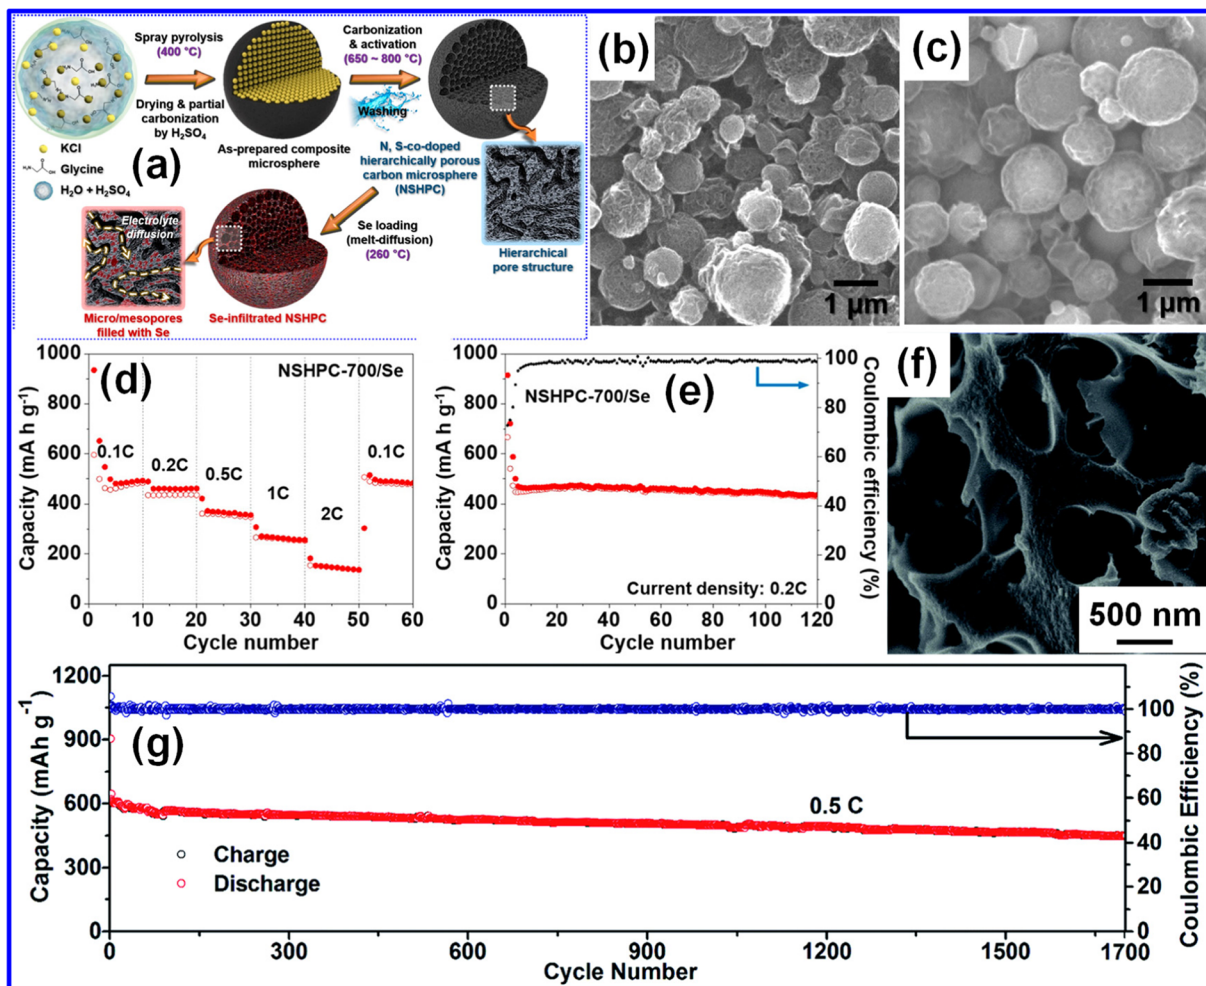 Spray pyrolysis
(400 °C)
Drying & partial
carbonization
by H2SO4
KCl
Glycine
H2O + H2SO4
(a)
As-prepared composite
microsphere
Carbonization
& activation
(650 ~ 800 °C)
Washing
N, S-co-doped
hierarchically porous
carbon microsphere
(NSHPC)
Hierarchical
pore structure
Se loading
(melt-diffusion)
(260 °C)
Se-infiltrated NSHPC
Electrolyte
diffusion
Micro/mesopores
filled with Se
(b)
1 µm
(c)
1 µm
(d)
NSHPC-700/Se
0.1C
0.2C
0.5C
1C
2C
0.1C
Capacity (mA h g-1)
1000
800
600
400
200
0
0 10 20 30 40 50 60
Cycle number
(e)
NSHPC-700/Se
Current density: 0.2C
Capacity (mA h g-1)
1000
800
600
400
200
0
0 20 40 60 80 100 120
Cycle number
100
80
60
40
20
0
Coulombic efficiency (%)
(f)
500 nm
(g)
0.5 C
Charge
Discharge
Capacity (mAh g-1)
1200
900
600
300
0
0 300 600 900 1200 1500 1700
Cycle Number
100
80
60
40
20
0
Coulombic Efficiency (%)